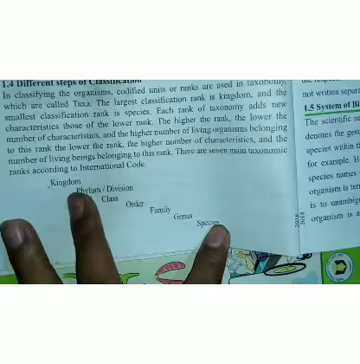 1.4 Different steps of Classification
In classifying the organisms, codified units or ranks are used in taxonomy,
which are called Taxa. The largest classification rank is kingdom, and the
smallest classification rank is species. Each rank of taxonomy adds new
characteristics those of the lower rank. The higher the rank, the lower the
number of characteristics, and the higher number of living organisms belonging
to this rank the lower the rank, the higher number of characteristics, and the
number of living beings belonging to this rank. There are seven main taxonomic
ranks according to International Code.
Kingdom
Phylum / Division
Class
Order
Family
Genus
Species
not written separ
1.5 System of Bi
The scientific na
denotes the gen
species within t
for example. H
species names
organism is ter
is to unambig
organism is a
2018